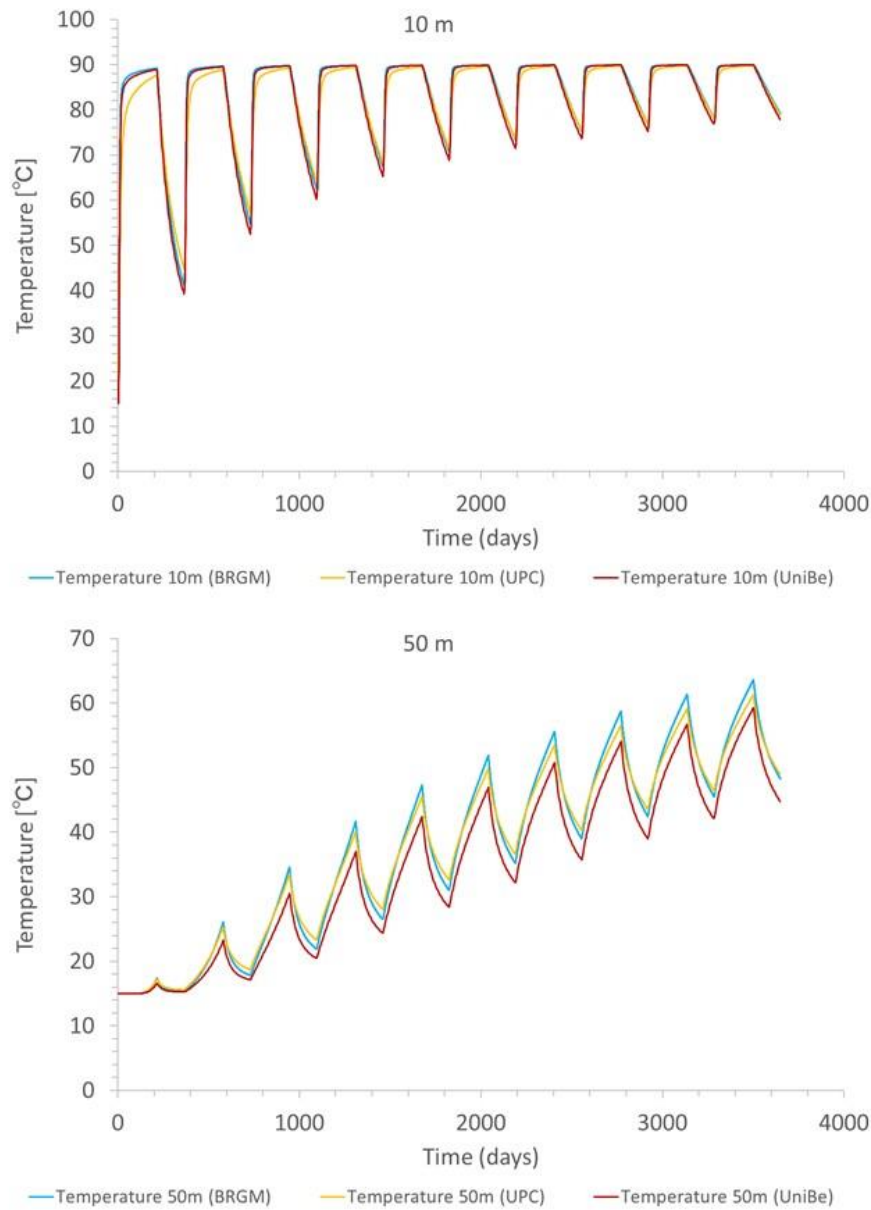 10 m
100
90
80
70
60
50
40
30
20
10
0
Temperature [°C]
0 1000 2000 3000 4000
Time (days)
Temperature 10m (BRGM) Temperature 10m (UPC) Temperature 10m (UniBe)
50 m
70
60
50
40
30
20
10
0
Temperature [°C]
0 1000 2000 3000 4000
Time (days)
Temperature 50m (BRGM) Temperature 50m (UPC) Temperature 50m (UniBe)